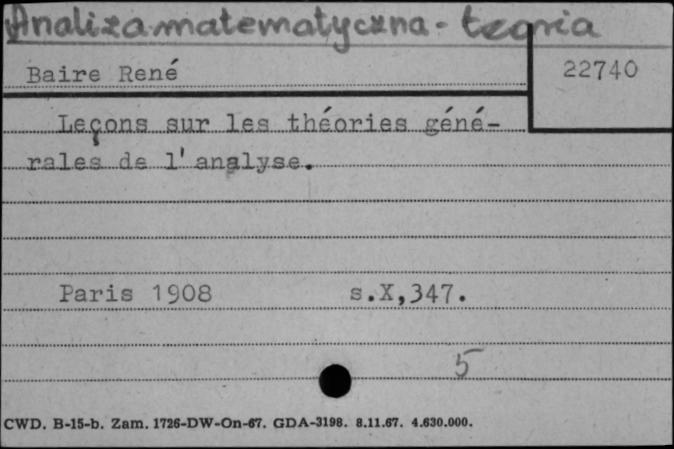 Analiza matematyczna - teoria
Baire René
22740
Leçons sur les théories géné-
rales de l'analyse.
Paris 1908 s.X,347.
5
CWD. B-15-b. Zam. 1726-DW-On-67. GDA-3198. 8.11.67. 4.630.000.